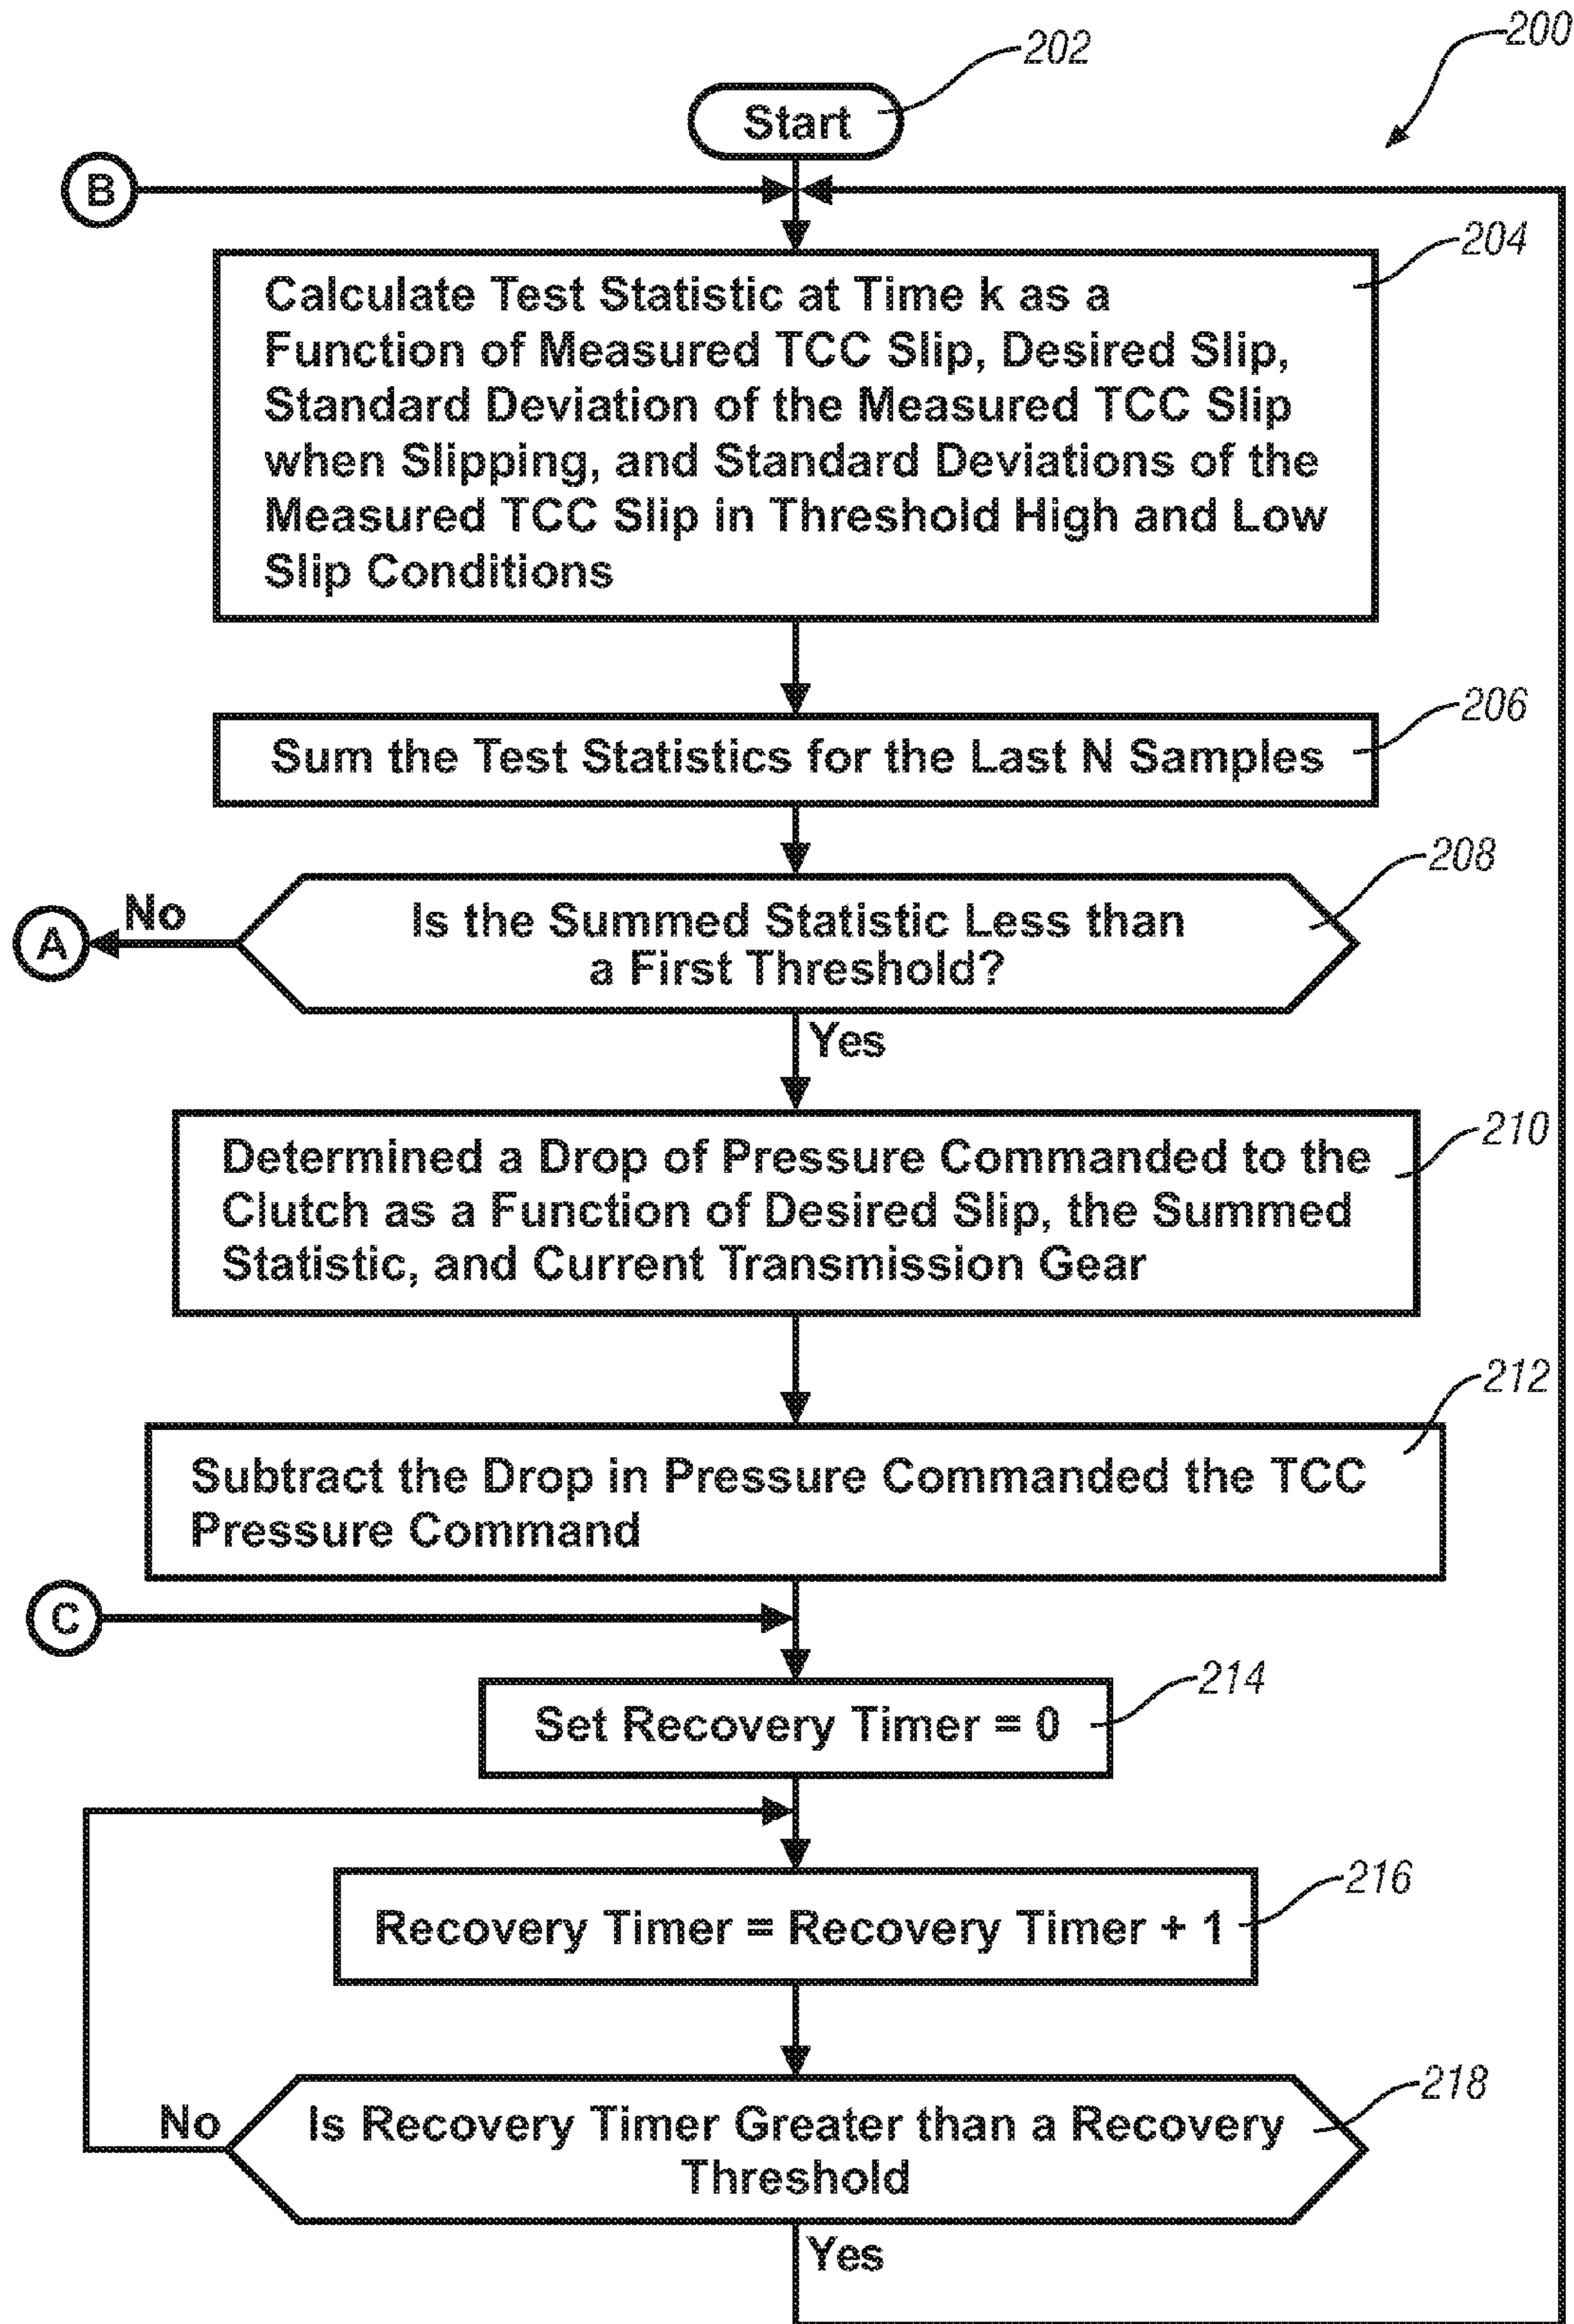 200
202
Start
B
204
Calculate Test Statistic at Time k as a
Function of Measured TCC Slip, Desired Slip,
Standard Deviation of the Measured TCC Slip
when Slipping, and Standard Deviations of the
Measured TCC Slip in Threshold High and Low
Slip Conditions
206
Sum the Test Statistics for the Last N Samples
208
A
No
Is the Summed Statistic Less than
a First Threshold?
Yes
210
Determined a Drop of Pressure Commanded to the
Clutch as a Function of Desired Slip, the Summed
Statistic, and Current Transmission Gear
212
Subtract the Drop in Pressure Commanded the TCC
Pressure Command
C
214
Set Recovery Timer = 0
216
Recovery Timer = Recovery Timer + 1
218
No
Is Recovery Timer Greater than a Recovery
Threshold
Yes